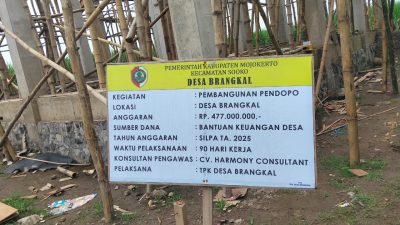 PEMERINTAH KABUPATEN MOJOKERTO
KECAMATAN SOOKO
DESA BRANGKAL
KEGIATAN : PEMBANGUNAN PENDOPO
LOKASI : DESA BRANGKAL
ANGGARAN : RP. 477.000.000,-
SUMBER DANA : BANTUAN KEUANGAN DESA
TAHUN ANGGARAN : SILPA TA. 2025
WAKTU PELAKSANAAN : 90 HARI KERJA
KONSULTAN PENGAWAS : CV. HARMONY CONSULTANT
PELAKSANA : TPK DESA BRANGKAL